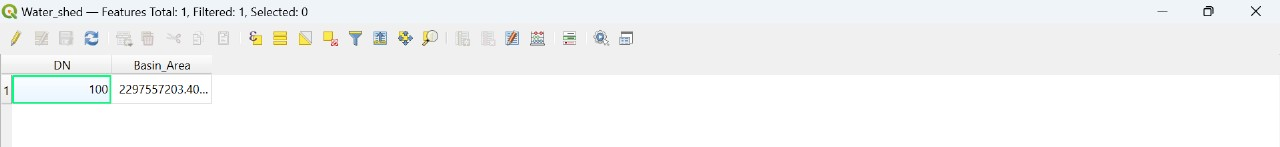 Water_shed — Features Total: 1, Filtered: 1, Selected: 0
DN Basin_Area
1 100 2297557203.40...